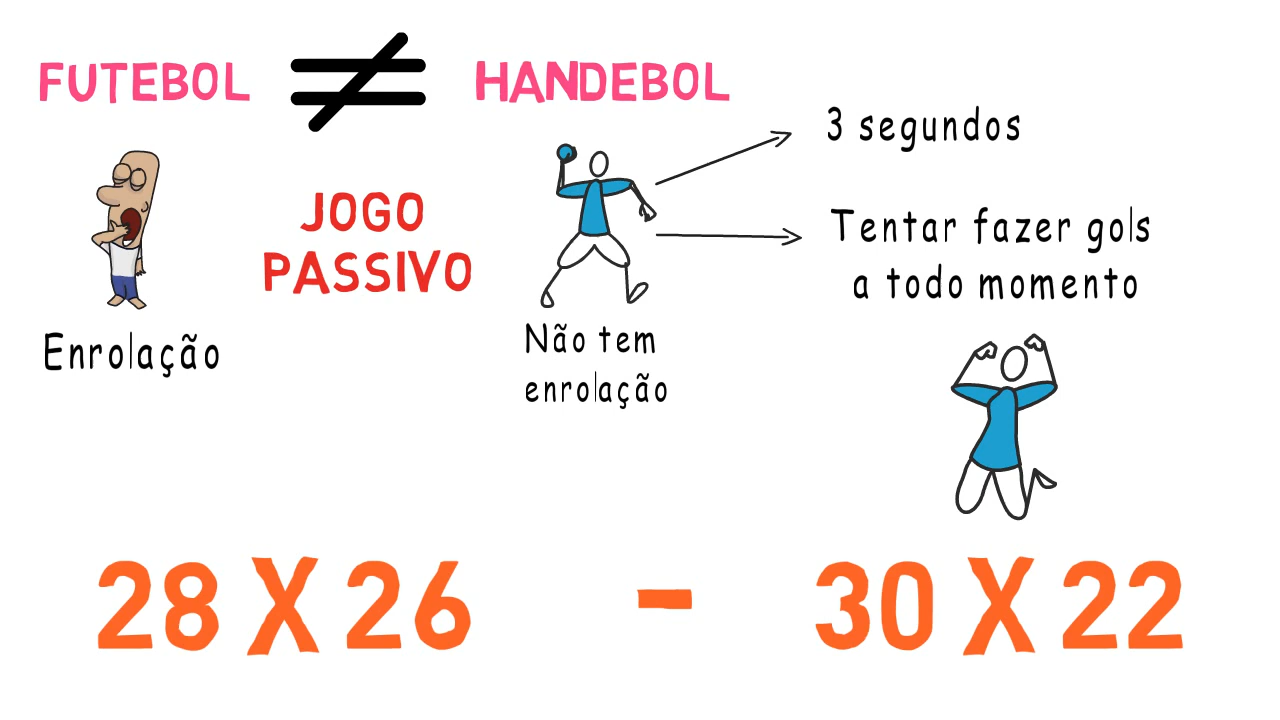 FUTEBOL ≠ HANDEBOL
3 segundos
JOGO
PASSIVO
Tentar fazer gols
a todo momento
Enrolação
Não tem
enrolação
28 X 26 - 30 X 22